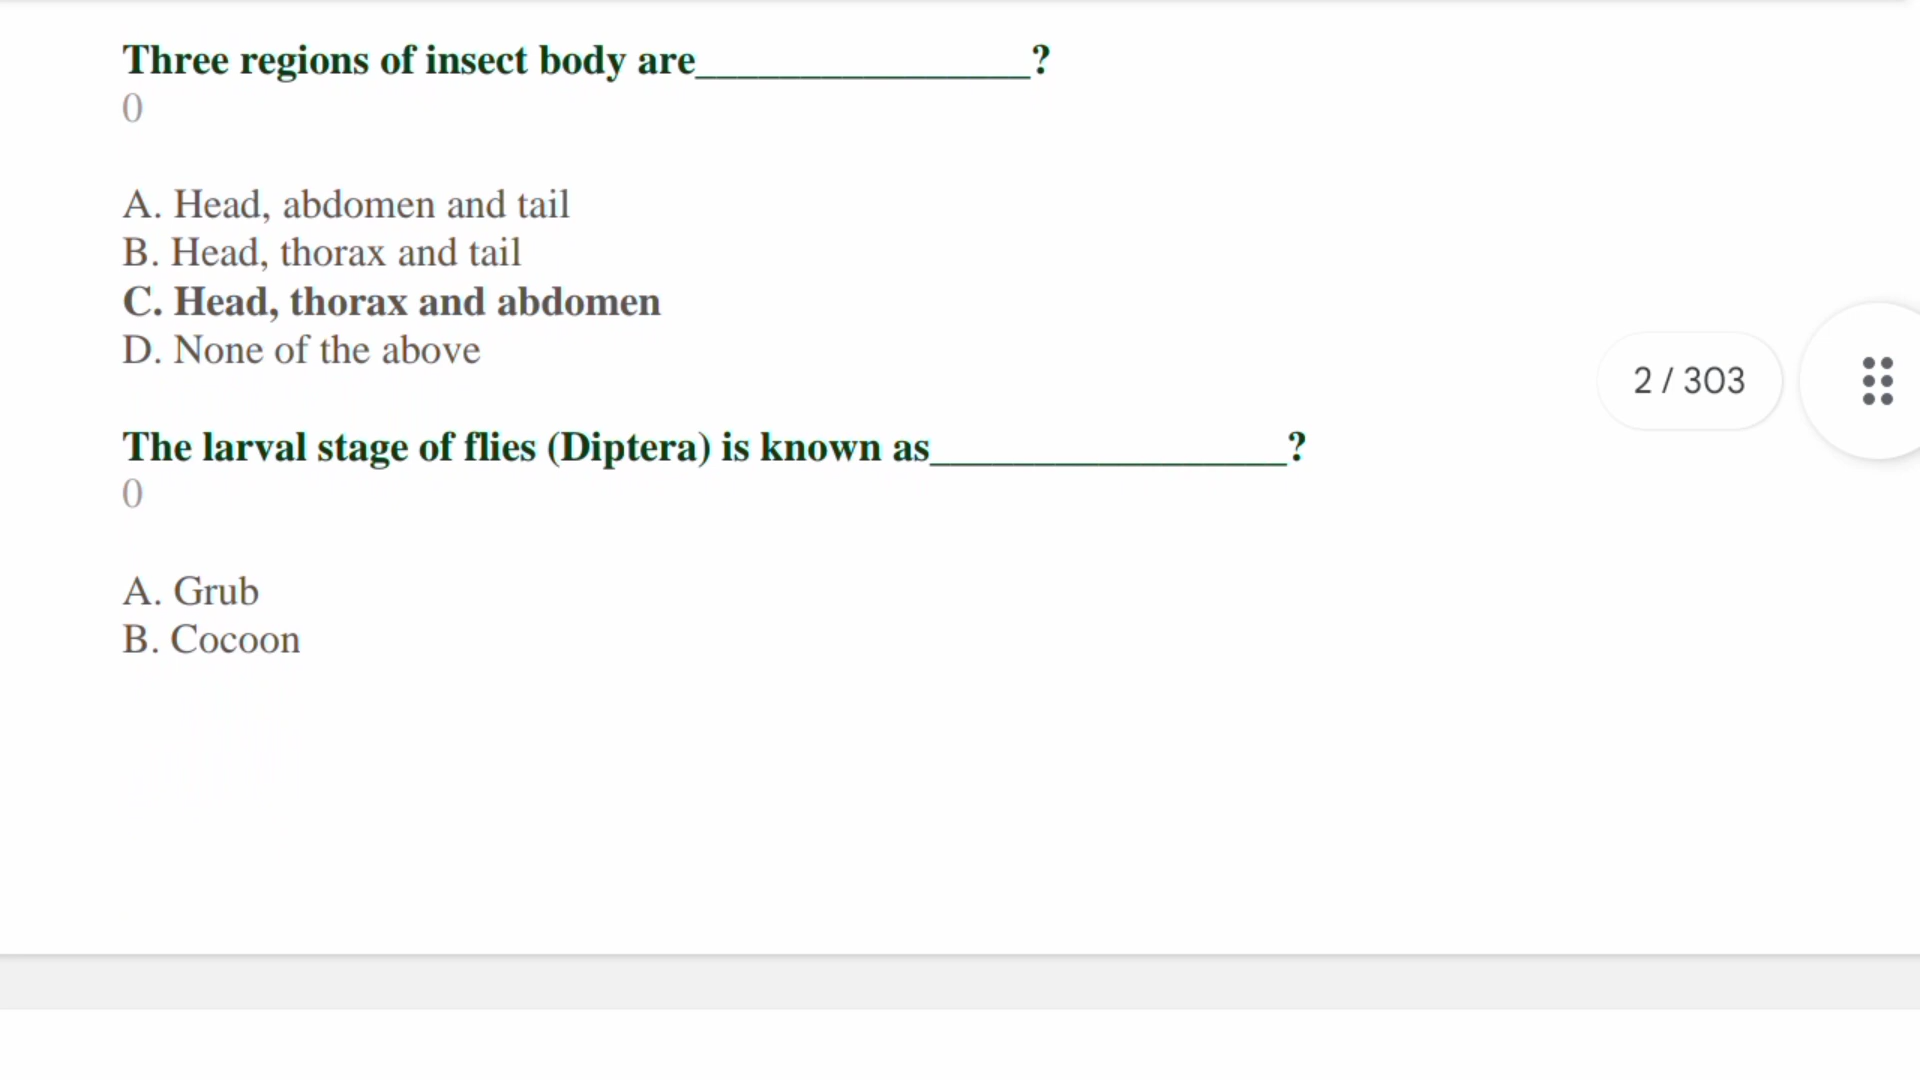 Three regions of insect body are________________?
0
A. Head, abdomen and tail
B. Head, thorax and tail
C. Head, thorax and abdomen
D. None of the above
2 / 303
The larval stage of flies (Diptera) is known as_________________?
0
A. Grub
B. Cocoon